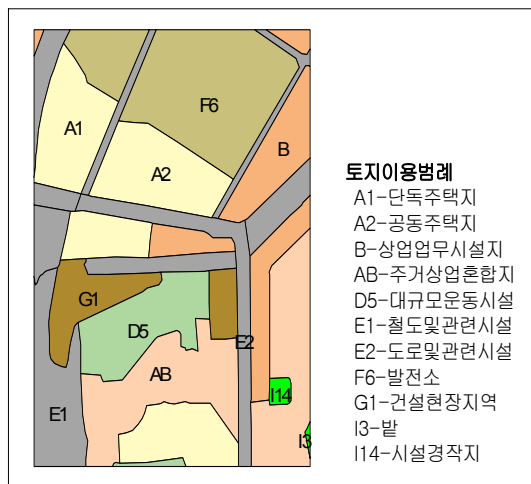 A1
F6
B
A2
G1
D5
E2
AB
I14
E1
I3
토지이용범례
A1-단독주택지
A2-공동주택지
B-상업업무시설지
AB-주거상업혼합지
D5-대규모운동시설
E1-철도및관련시설
E2-도로및관련시설
F6-발전소
G1-건설현장지역
I3-밭
I14-시설경작지